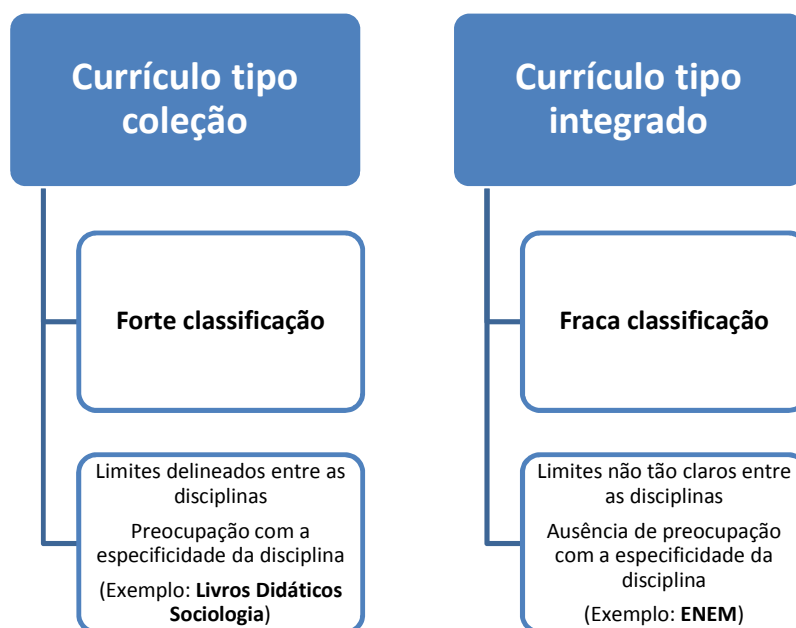 Currículo tipo
coleção
Forte classificação
Limites delineados entre as
disciplinas
Preocupação com a
especificidade da disciplina
(Exemplo: Livros Didáticos
Sociologia)
Currículo tipo
integrado
Fraca classificação
Limites não tão claros entre
as disciplinas
Ausência de preocupação
com a especificidade da
disciplina
(Exemplo: ENEM)